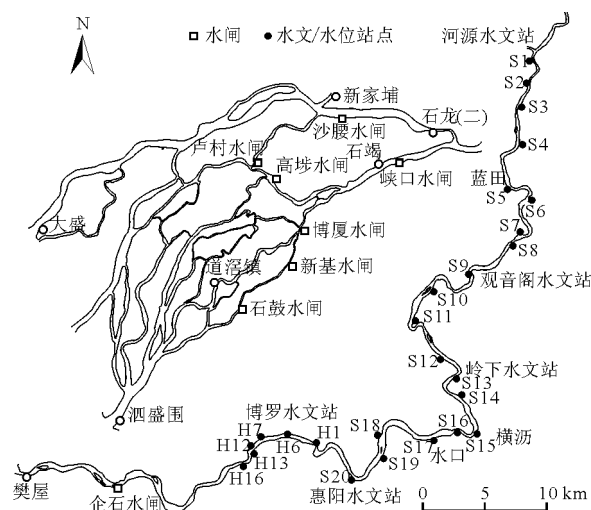 N
水闸
水文/水位站点
河源水文站
S1
S2
S3
S4
新家埔
石龙(二)
沙腰水闸
卢村水闸
石竭
高埗水闸
峡口水闸
蓝田
S5
S6
大盛
博厦水闸
S7
S8
道滘镇
新基水闸
S9
观音阁水文站
S10
石鼓水闸
S11
S12
岭下水文站
S13
S14
泗盛围
博罗水文站
H7
H6
H1
S18
S16
横沥
H12
S17
S15
水口
H13
S19
H16
S20
樊屋
企石水闸
惠阳水文站
0
5
10 km